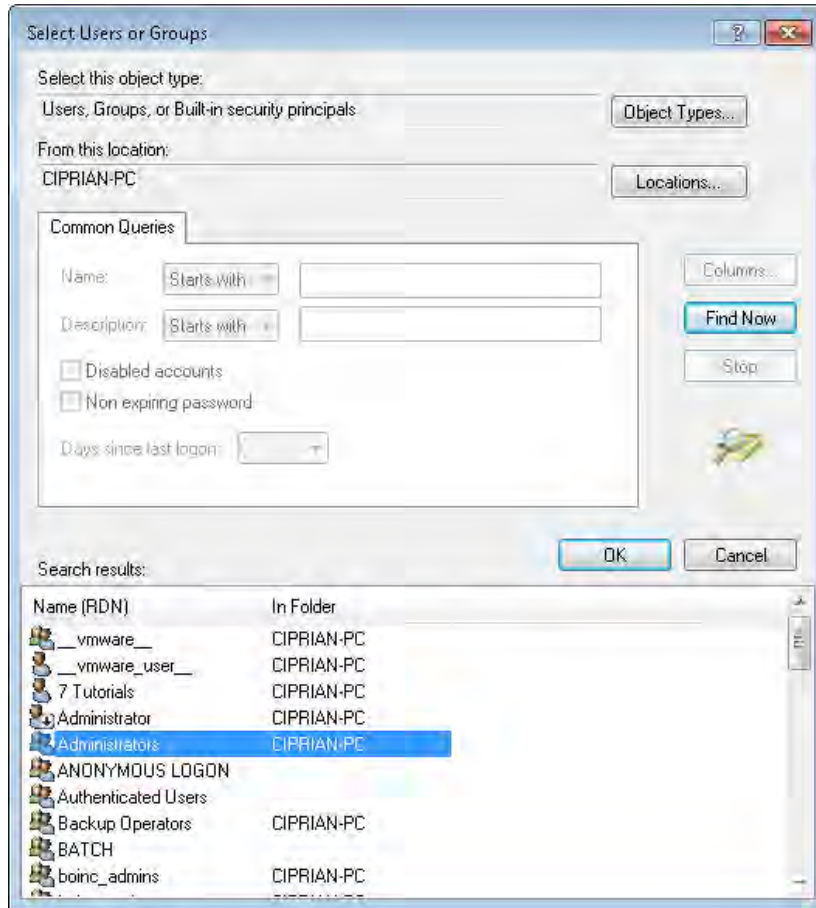 Select Users or Groups
Select this object type:
Users, Groups, or Built-in security principals
Object Types...
From this location:
CIPRIAN-PC
Locations...
Common Queries
Name:
Starts with
Columns...
Description:
Starts with
Find Now
Disabled accounts
Stop
Non expiring password
Days since last logon:
OK
Cancel
Search results:
Name (RDN) In Folder
__vmware__ CIPRIAN-PC
__vmware_user__ CIPRIAN-PC
7 Tutorials CIPRIAN-PC
Administrator CIPRIAN-PC
Administrators CIPRIAN-PC
ANONYMOUS LOGON
Authenticated Users
Backup Operators CIPRIAN-PC
BATCH
boinc_admins CIPRIAN-PC